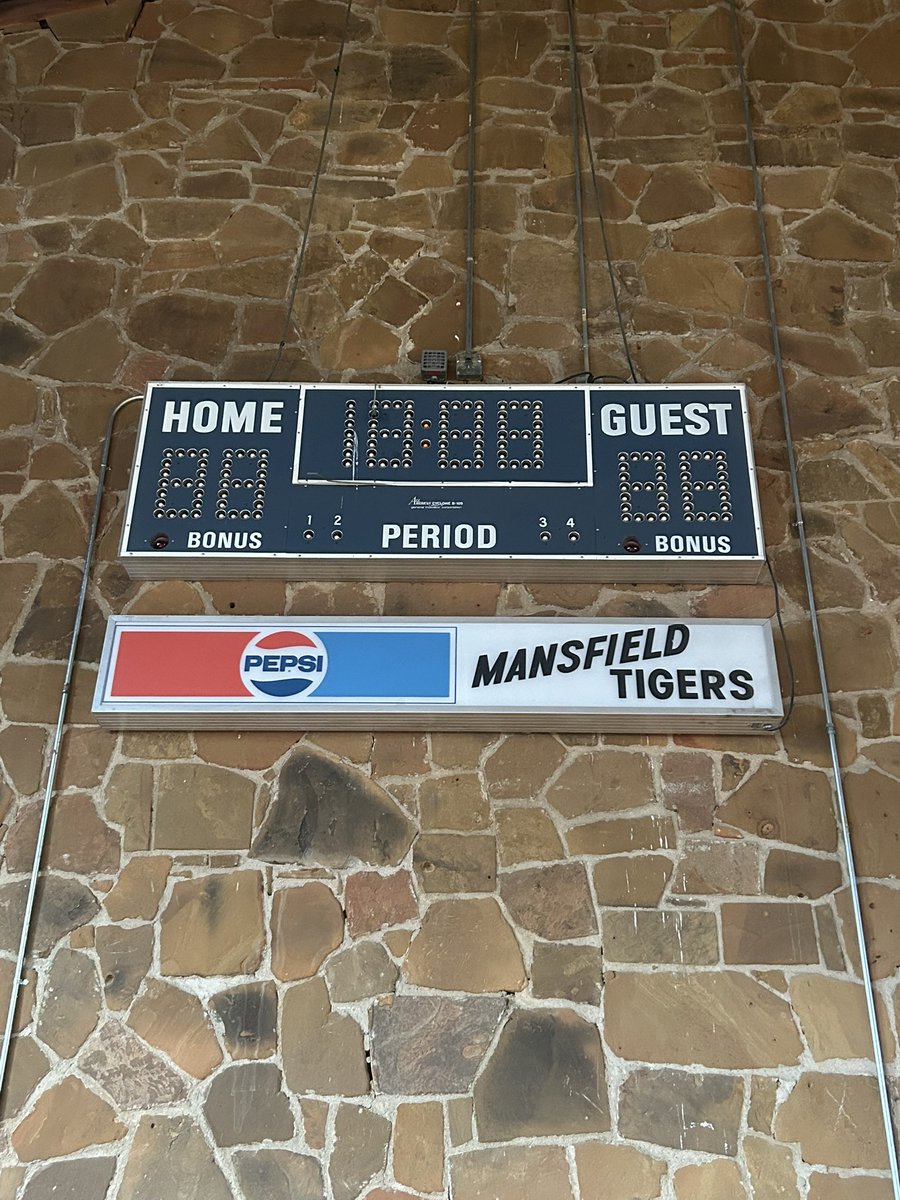 HOME
GUEST
BONUS
1 2
PERIOD
3 4
BONUS
PEPSI
MANSFIELD
TIGERS